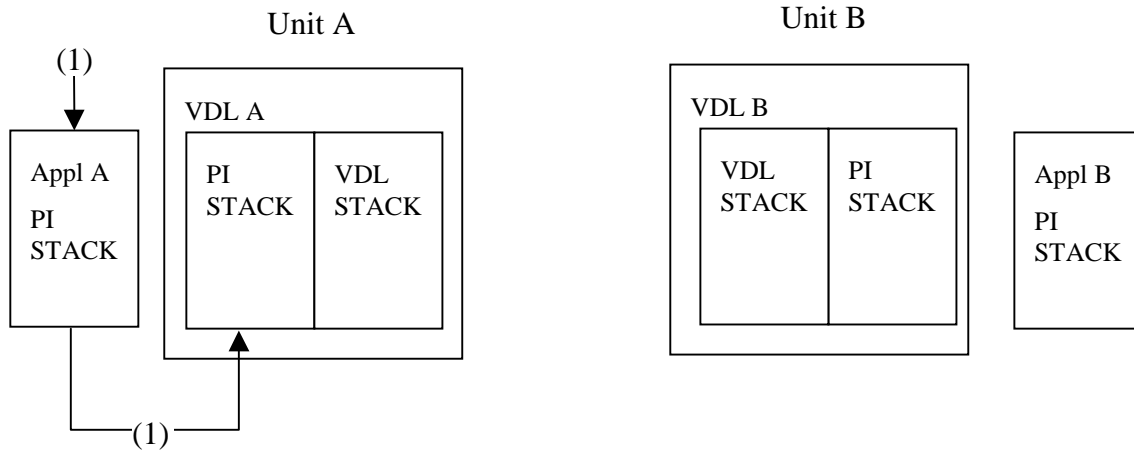 Unit A
Unit B
(1)
VDL A
VDL B
Appl A
PI
STACK
PI
STACK
VDL
STACK
VDL
STACK
PI
STACK
Appl B
PI
STACK
(1)